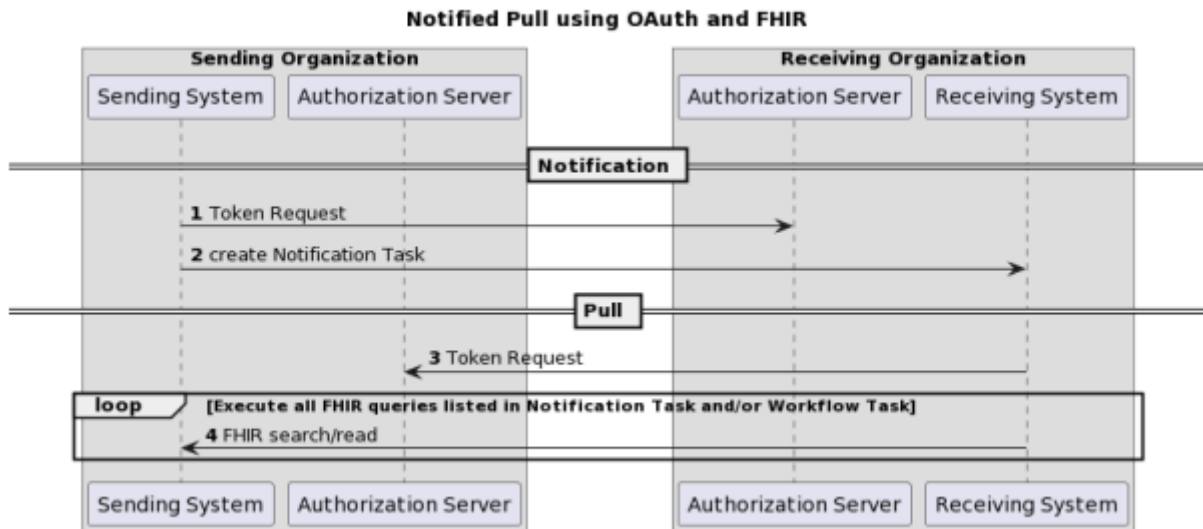 Notified Pull using OAuth and FHIR
Sending Organization
Receiving Organization
Sending System
Authorization Server
Authorization Server
Receiving System
Notification
1 Token Request
2 create Notification Task
Pull
3 Token Request
loop
[Execute all FHIR queries listed in Notification Task and/or Workflow Task]
4 FHIR search/read
Sending System
Authorization Server
Authorization Server
Receiving System